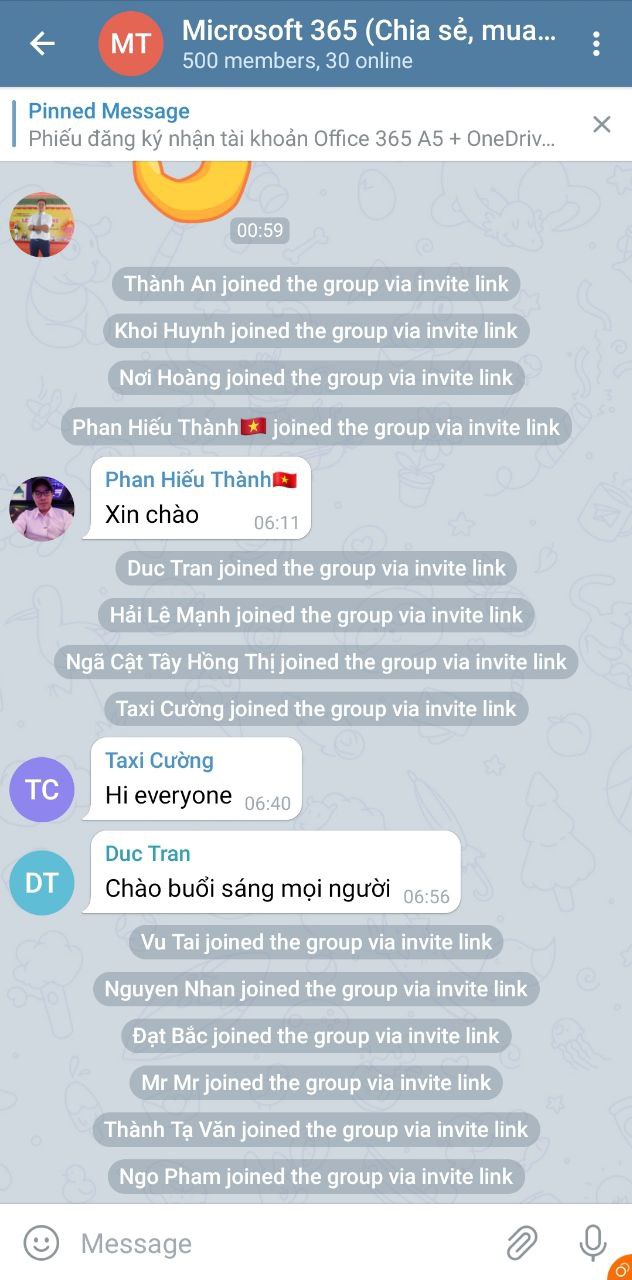 MT
Microsoft 365 (Chia sẻ, mua...
500 members, 30 online
Pinned Message
Phiếu đăng ký nhận tài khoản Office 365 A5 + OneDriv...
00:59
Thành An joined the group via invite link
Khoi Huynh joined the group via invite link
Nơi Hoàng joined the group via invite link
Phan Hiếu Thành🇻🇳 joined the group via invite link
Phan Hiếu Thành🇻🇳
Xin chào 06:11
Duc Tran joined the group via invite link
Hải Lê Mạnh joined the group via invite link
Ngã Cật Tây Hồng Thị joined the group via invite link
Taxi Cường joined the group via invite link
TC
Taxi Cường
Hi everyone 06:40
DT
Duc Tran
Chào buổi sáng mọi người 06:56
Vu Tai joined the group via invite link
Nguyen Nhan joined the group via invite link
Đạt Bắc joined the group via invite link
Mr Mr joined the group via invite link
Thành Tạ Văn joined the group via invite link
Ngo Pham joined the group via invite link
Message